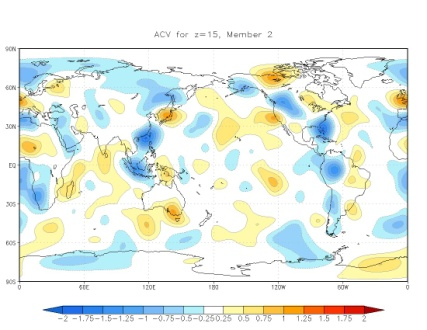 ACV for z=15, Member 2
90N
60N
30N
EQ
30S
60S
90S
0 60E 120E 180 120W 60W 0
-2 -1.75-1.5-1.25 -1 -0.75-0.5-0.250.25 0.5 0.75 1 1.25 1.5 1.75 2